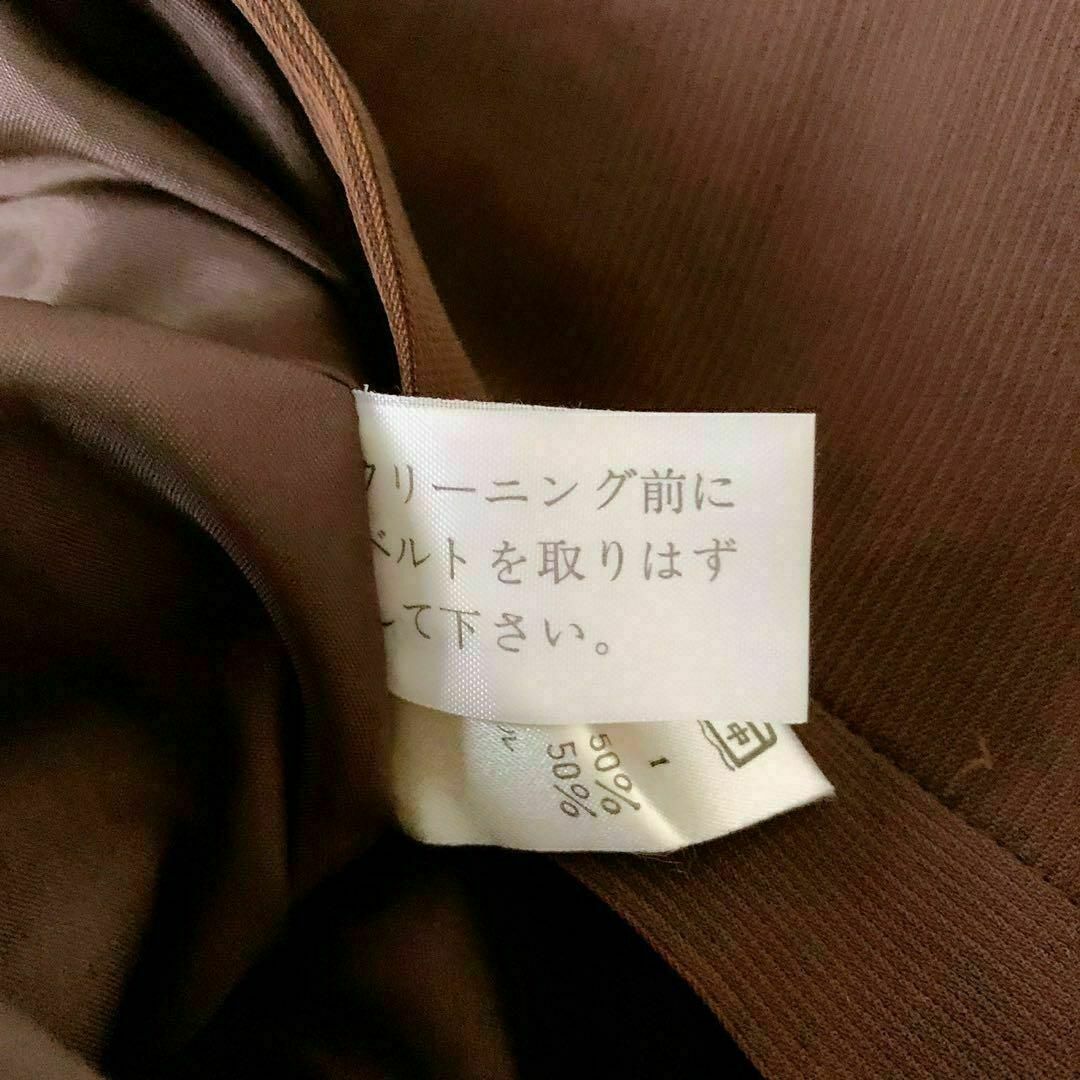 クリーニング前に
ベルトを取りはず
して下さい。
50%
50%
中